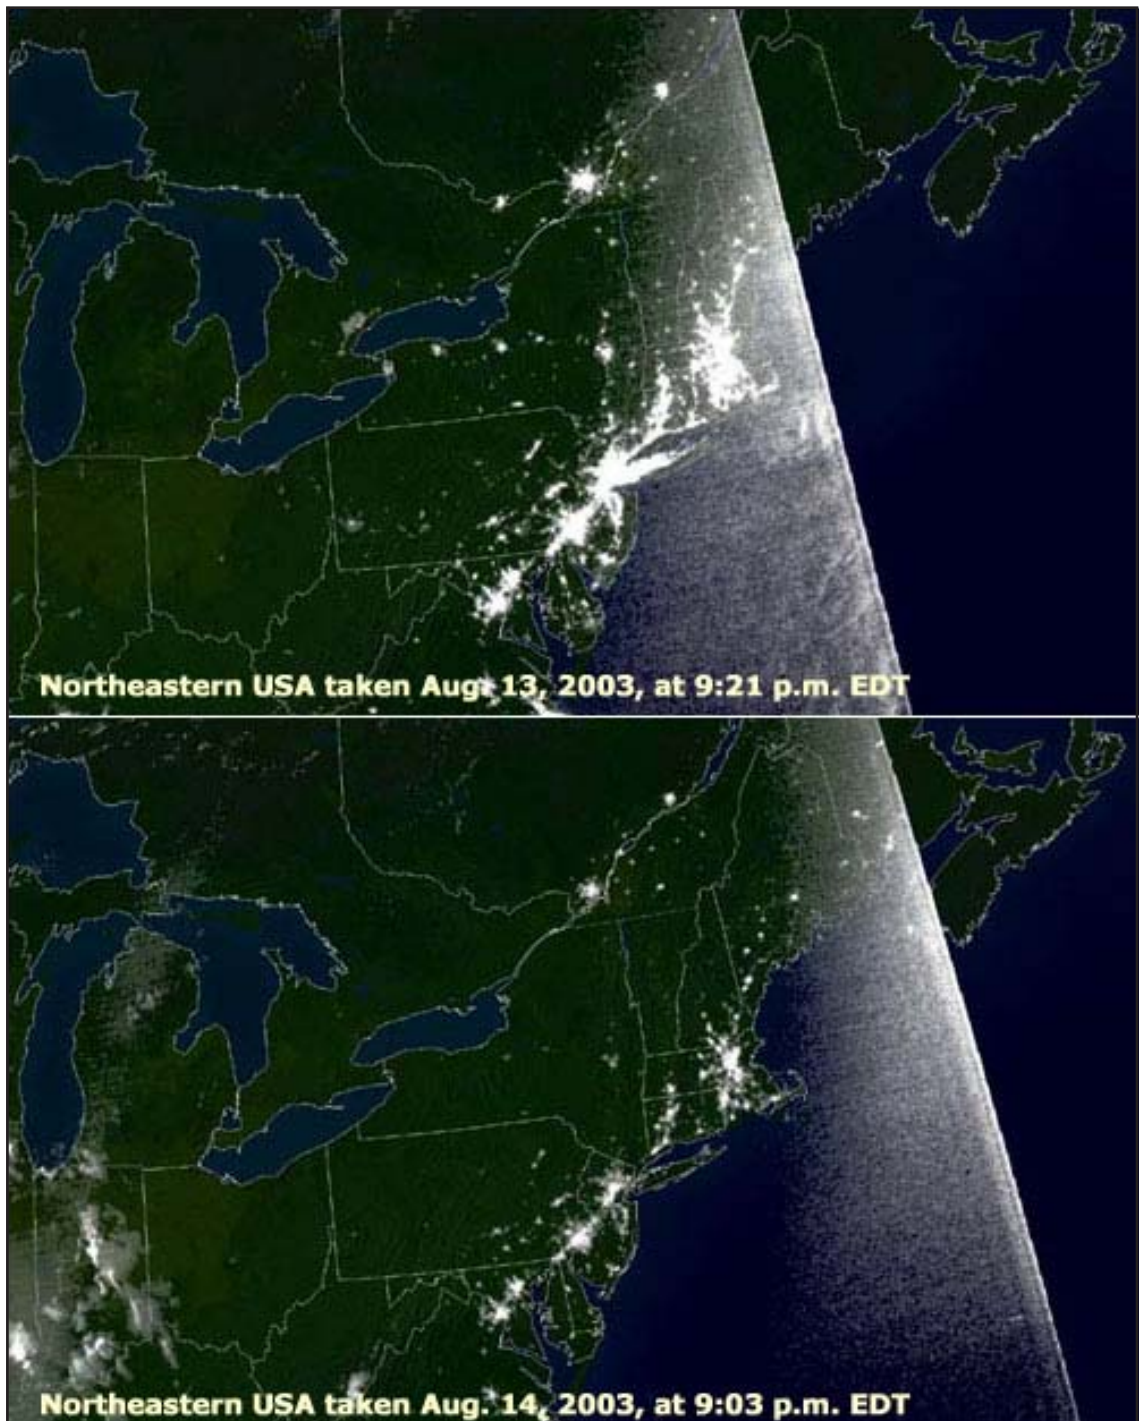 Northeastern USA taken Aug. 13, 2003, at 9:21 p.m. EDT
Northeastern USA taken Aug. 14, 2003, at 9:03 p.m. EDT